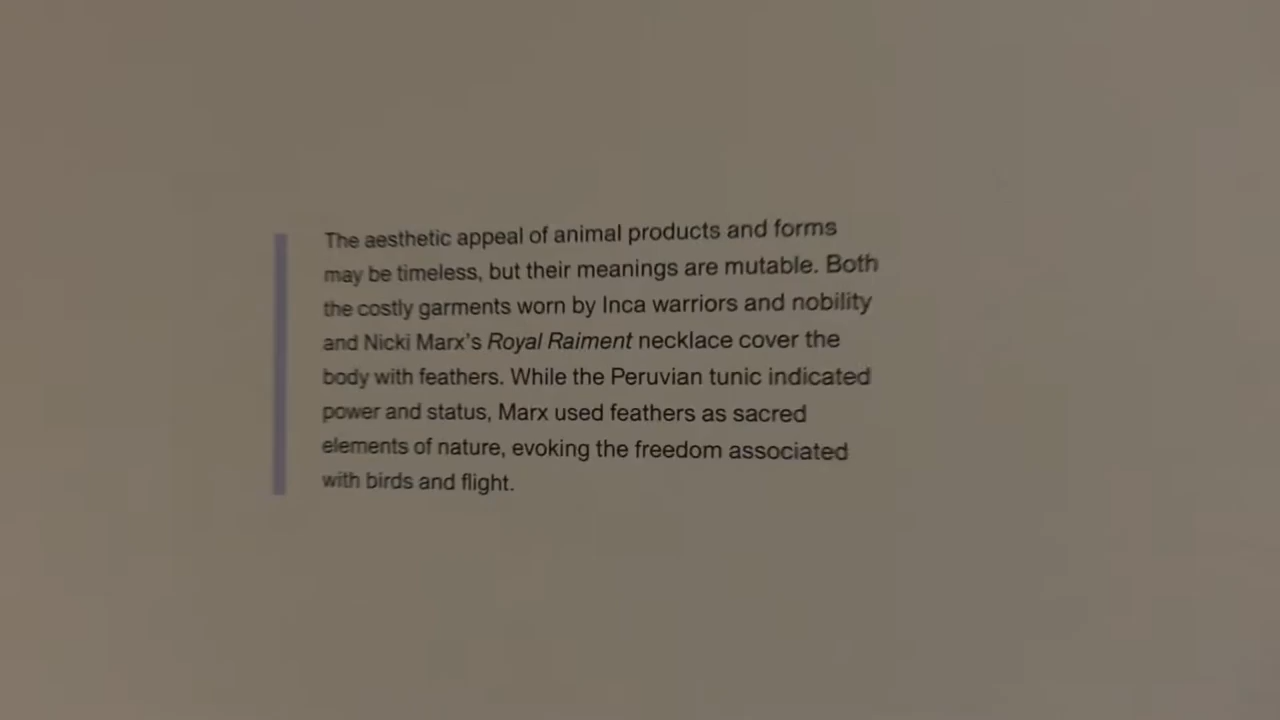 The aesthetic appeal of animal products and forms
may be timeless, but their meanings are mutable. Both
the costly garments worn by Inca warriors and nobility
and Nicki Marx's Royal Raiment necklace cover the
body with feathers. While the Peruvian tunic indicated
power and status, Marx used feathers as sacred
elements of nature, evoking the freedom associated
with birds and flight.